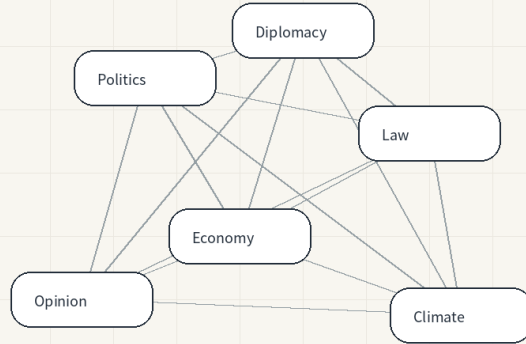 Diplomacy
Politics
Law
Economy
Opinion
Climate